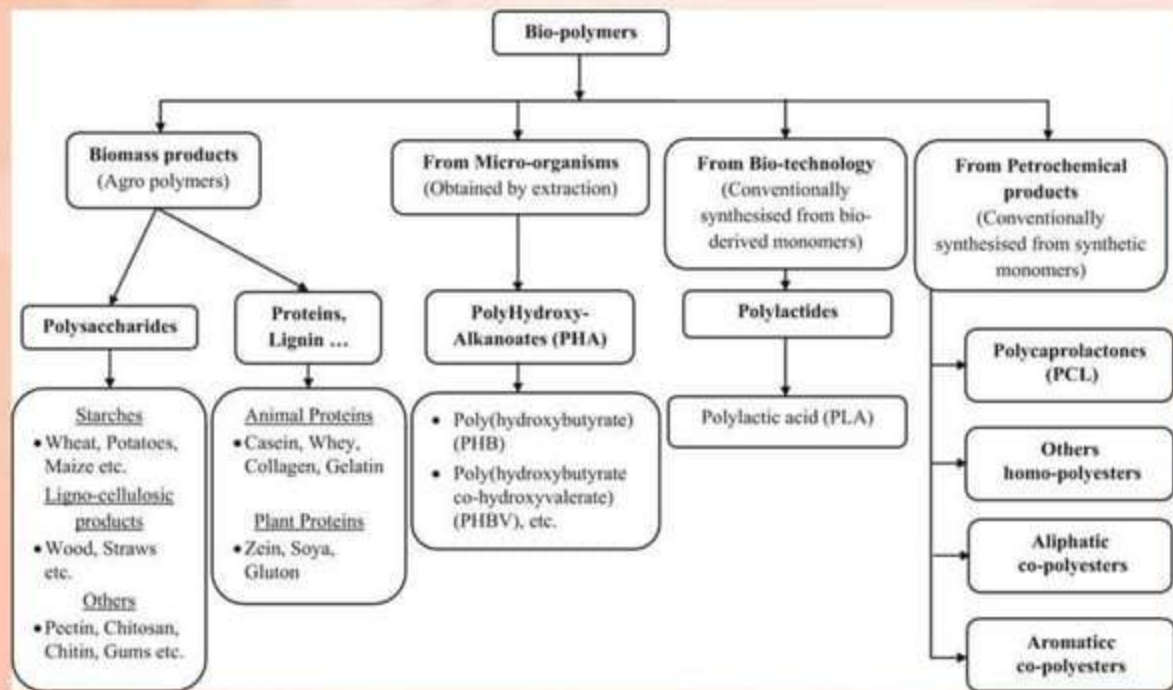 Bio-polymers
Biomass products
(Agro polymers)
From Micro-organisms
(Obtained by extraction)
From Bio-technology
(Conventionally
synthesised from bio-
derived monomers)
From Petrochemical
products
(Conventionally
synthesised from synthetic
monomers)
Polysaccharides
Proteins,
Lignin ...
PolyHydroxy-
Alkanoates (PHA)
Polylactides
Starches
•Wheat, Potatoes,
Maize etc.
Ligno-cellulosic
products
•Wood, Straws
etc.
Others
•Pectin, Chitosan,
Chitin, Gums etc.
Animal Proteins
•Casein, Whey,
Collagen, Gelatin
Plant Proteins
•Zein, Soya,
Gluton
• Poly(hydroxybutyrate)
(PHB)
• Poly(hydroxybutyrate
co-hydroxyvalerate)
(PHBV), etc.
Polylactic acid (PLA)
Polycaprolactones
(PCL)
Others
homo-polyesters
Aliphatic
co-polyesters
Aromaticc
co-polyesters